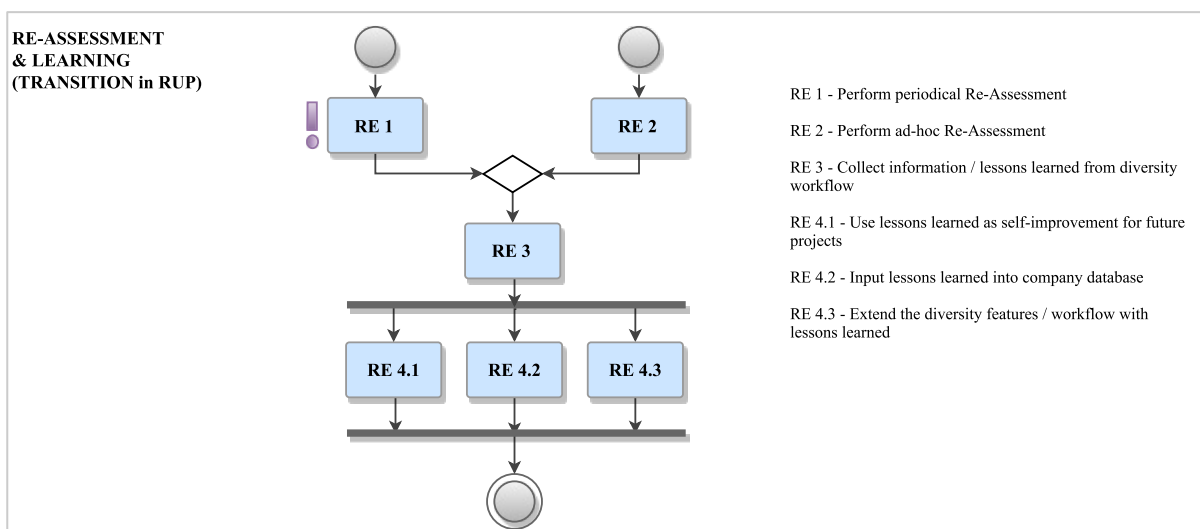 RE-ASSESSMENT
& LEARNING
(TRANSITION in RUP)
RE 1
RE 2
RE 3
RE 4.1
RE 4.2
RE 4.3
RE 1 - Perform periodical Re-Assessment
RE 2 - Perform ad-hoc Re-Assessment
RE 3 - Collect information / lessons learned from diversity
workflow
RE 4.1 - Use lessons learned as self-improvement for future
projects
RE 4.2 - Input lessons learned into company database
RE 4.3 - Extend the diversity features / workflow with
lessons learned